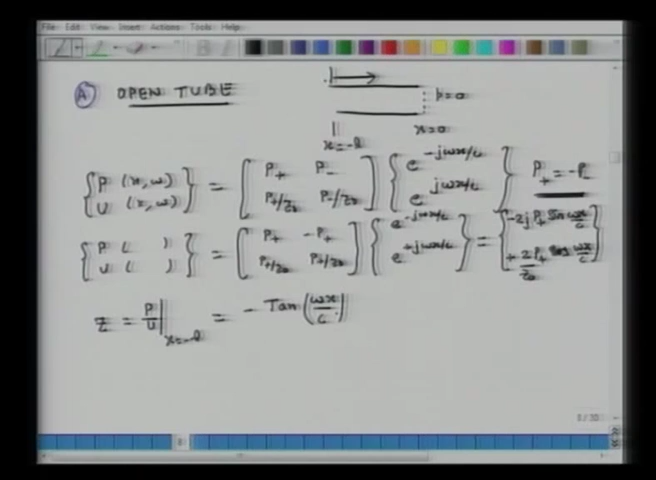 File Edit View Insert Actions Tools Help
A OPEN TUBE
p=0
x=-l x=0
{P (x,ω) U (x,ω)} = [P+ P- P+/Z0 P-/Z0] {e^-jωx/c e^jωx/c} P+ = -P-
{P ( ) U ( )} = [P+ -P+ P+/Z0 P+/Z0] {e^-jωx/c e^+jωx/c} = {-2j P+ Sin ωx/c + 2P+/Z0 Cos ωx/c}
Z = P/U |x=-l = - Tan (ωx/c)